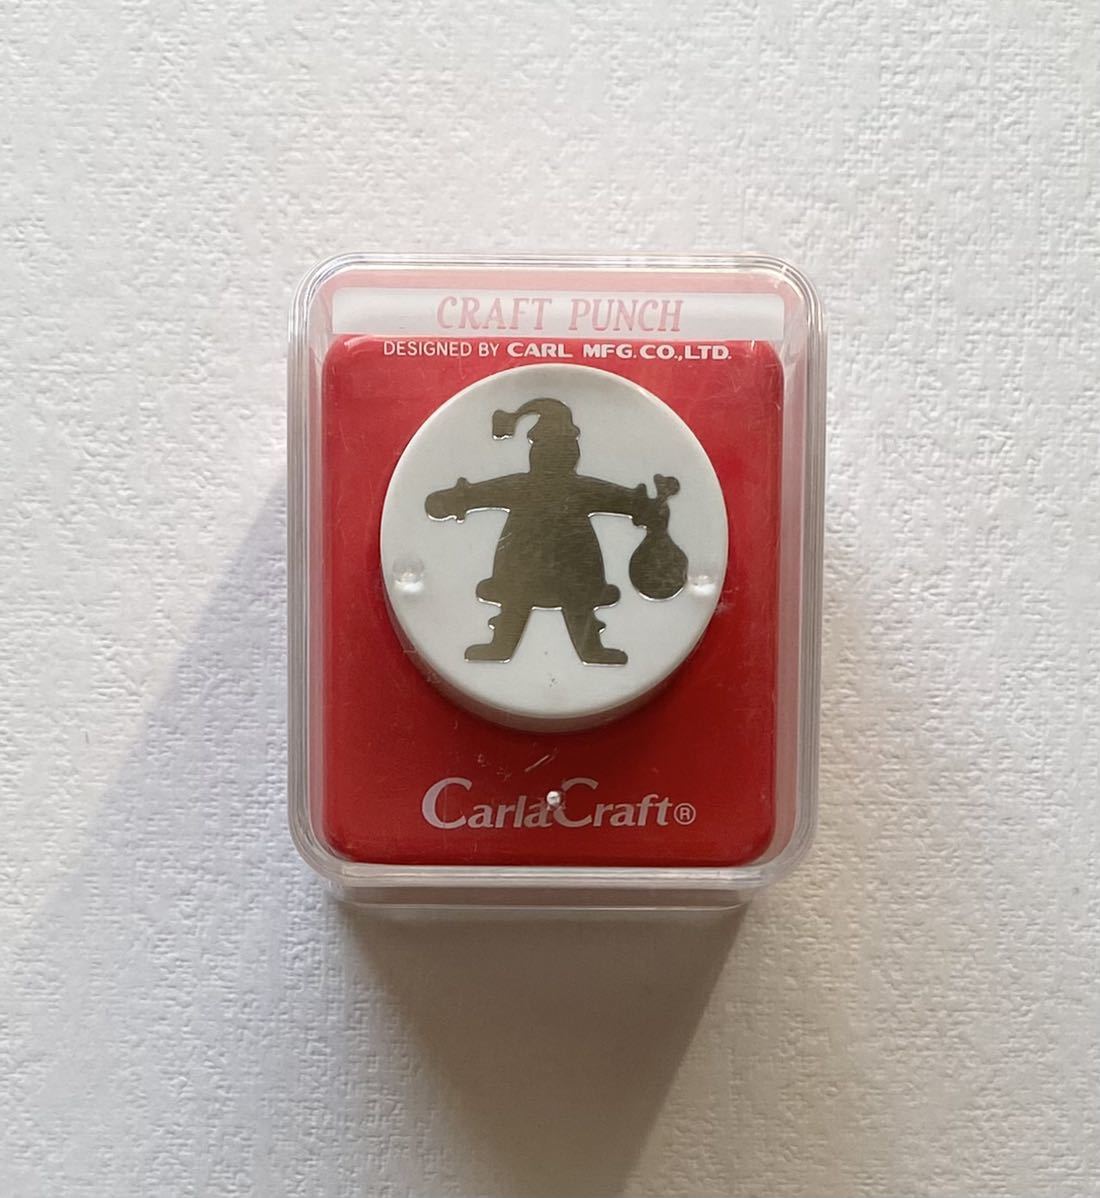 CRAFT PUNCH
DESIGNED BY CARL MFG.CO.,LTD.
CarlaCraft®